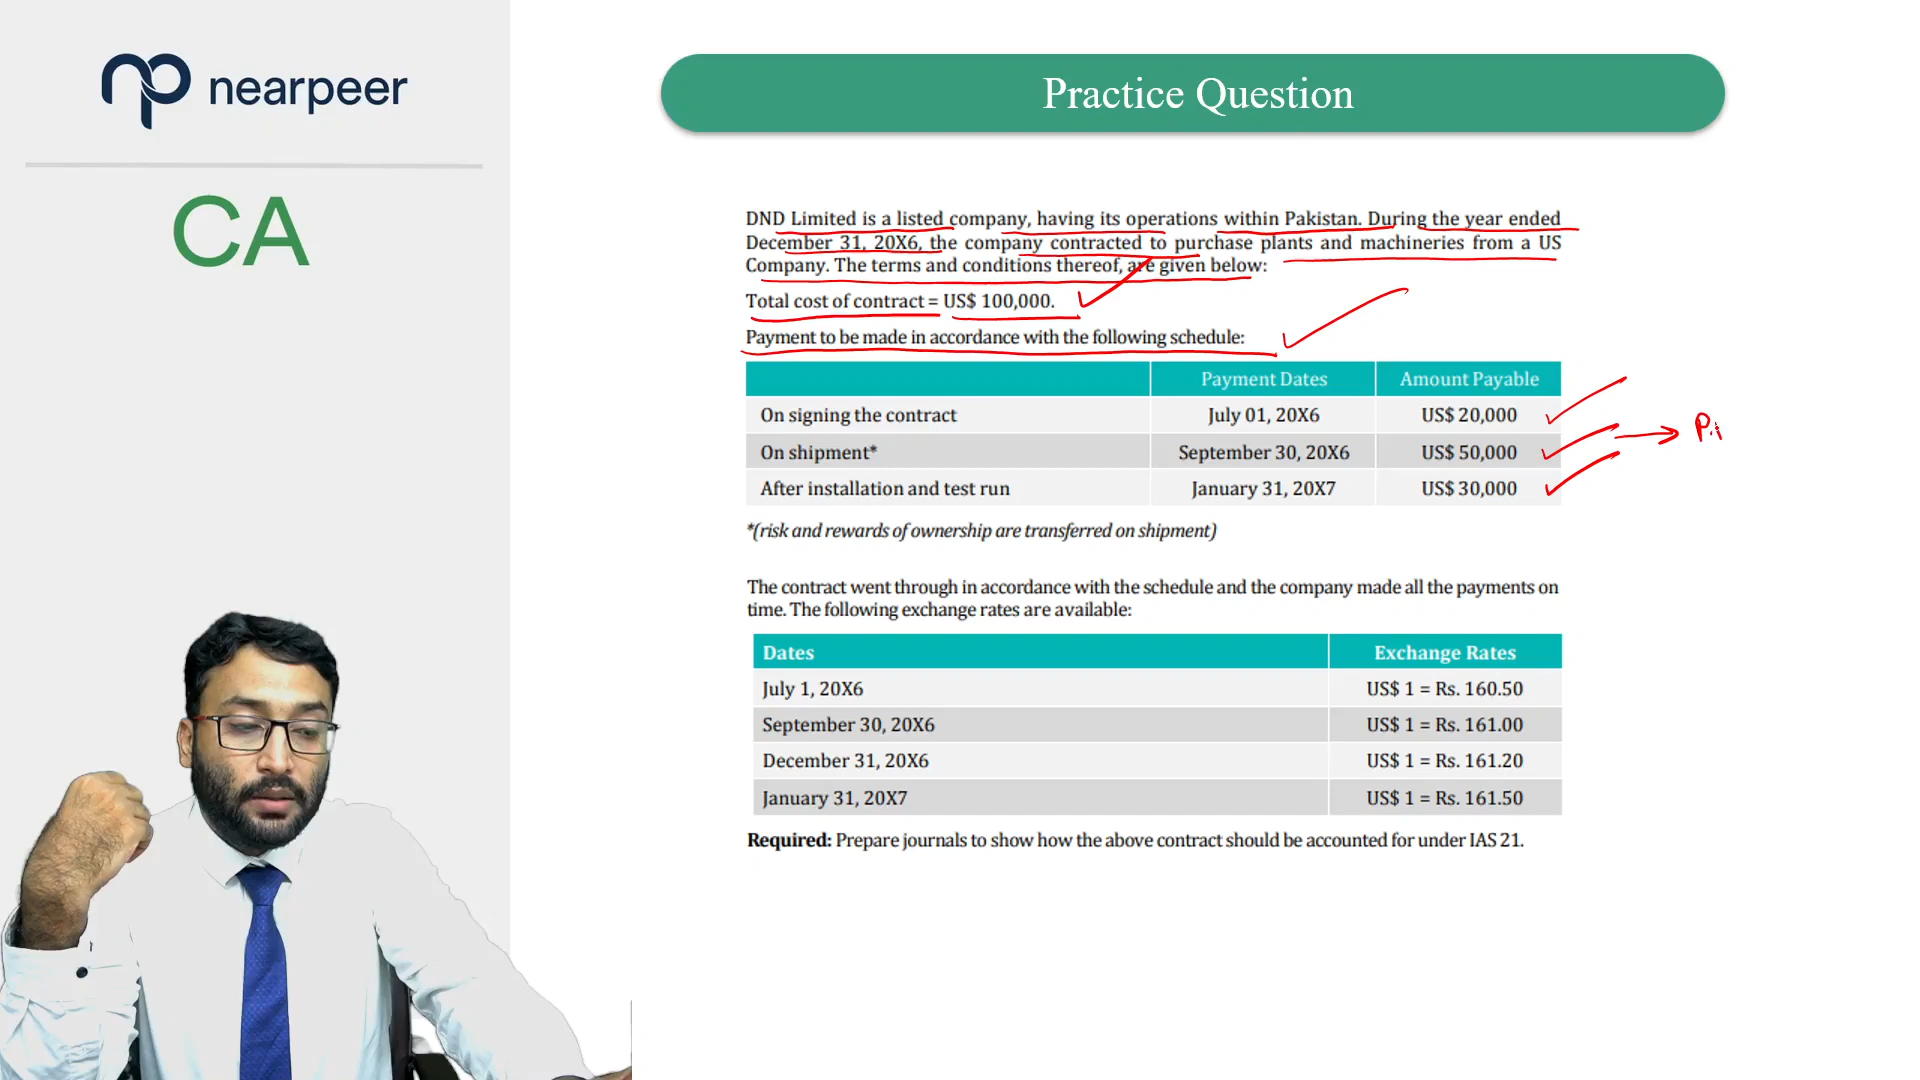 nearpeer
CA
Practice Question
DND Limited is a listed company, having its operations within Pakistan. During the year ended
December 31, 20X6, the company contracted to purchase plants and machineries from a US
Company. The terms and conditions thereof, are given below:
Total cost of contract = US$ 100,000.
Payment to be made in accordance with the following schedule:
Payment Dates Amount Payable
On signing the contract July 01, 20X6 US$ 20,000
On shipment* September 30, 20X6 US$ 50,000
After installation and test run January 31, 20X7 US$ 30,000
*(risk and rewards of ownership are transferred on shipment)
The contract went through in accordance with the schedule and the company made all the payments on
time. The following exchange rates are available:
Dates Exchange Rates
July 1, 20X6 US$ 1 = Rs. 160.50
September 30, 20X6 US$ 1 = Rs. 161.00
December 31, 20X6 US$ 1 = Rs. 161.20
January 31, 20X7 US$ 1 = Rs. 161.50
Required: Prepare journals to show how the above contract should be accounted for under IAS 21.